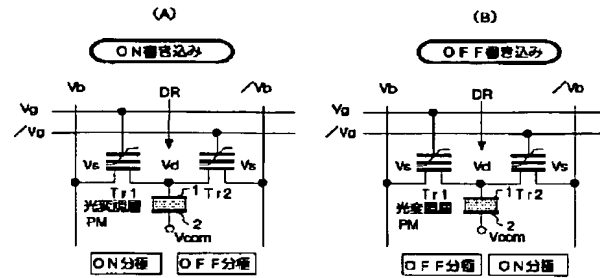 (A)
ON書き込み
Vb
DR
/Vb
Vg
/Vg
Vs
Vd
Vs
Tr1
Tr2
光変調層
PM
1
2
Vcom
ON分極
OFF分極
(B)
OFF書き込み
Vb
DR
/Vb
Vg
/Vg
Vs
Vd
Vs
Tr1
Tr2
光変調層
PM
1
2
Vcom
OFF分極
ON分極